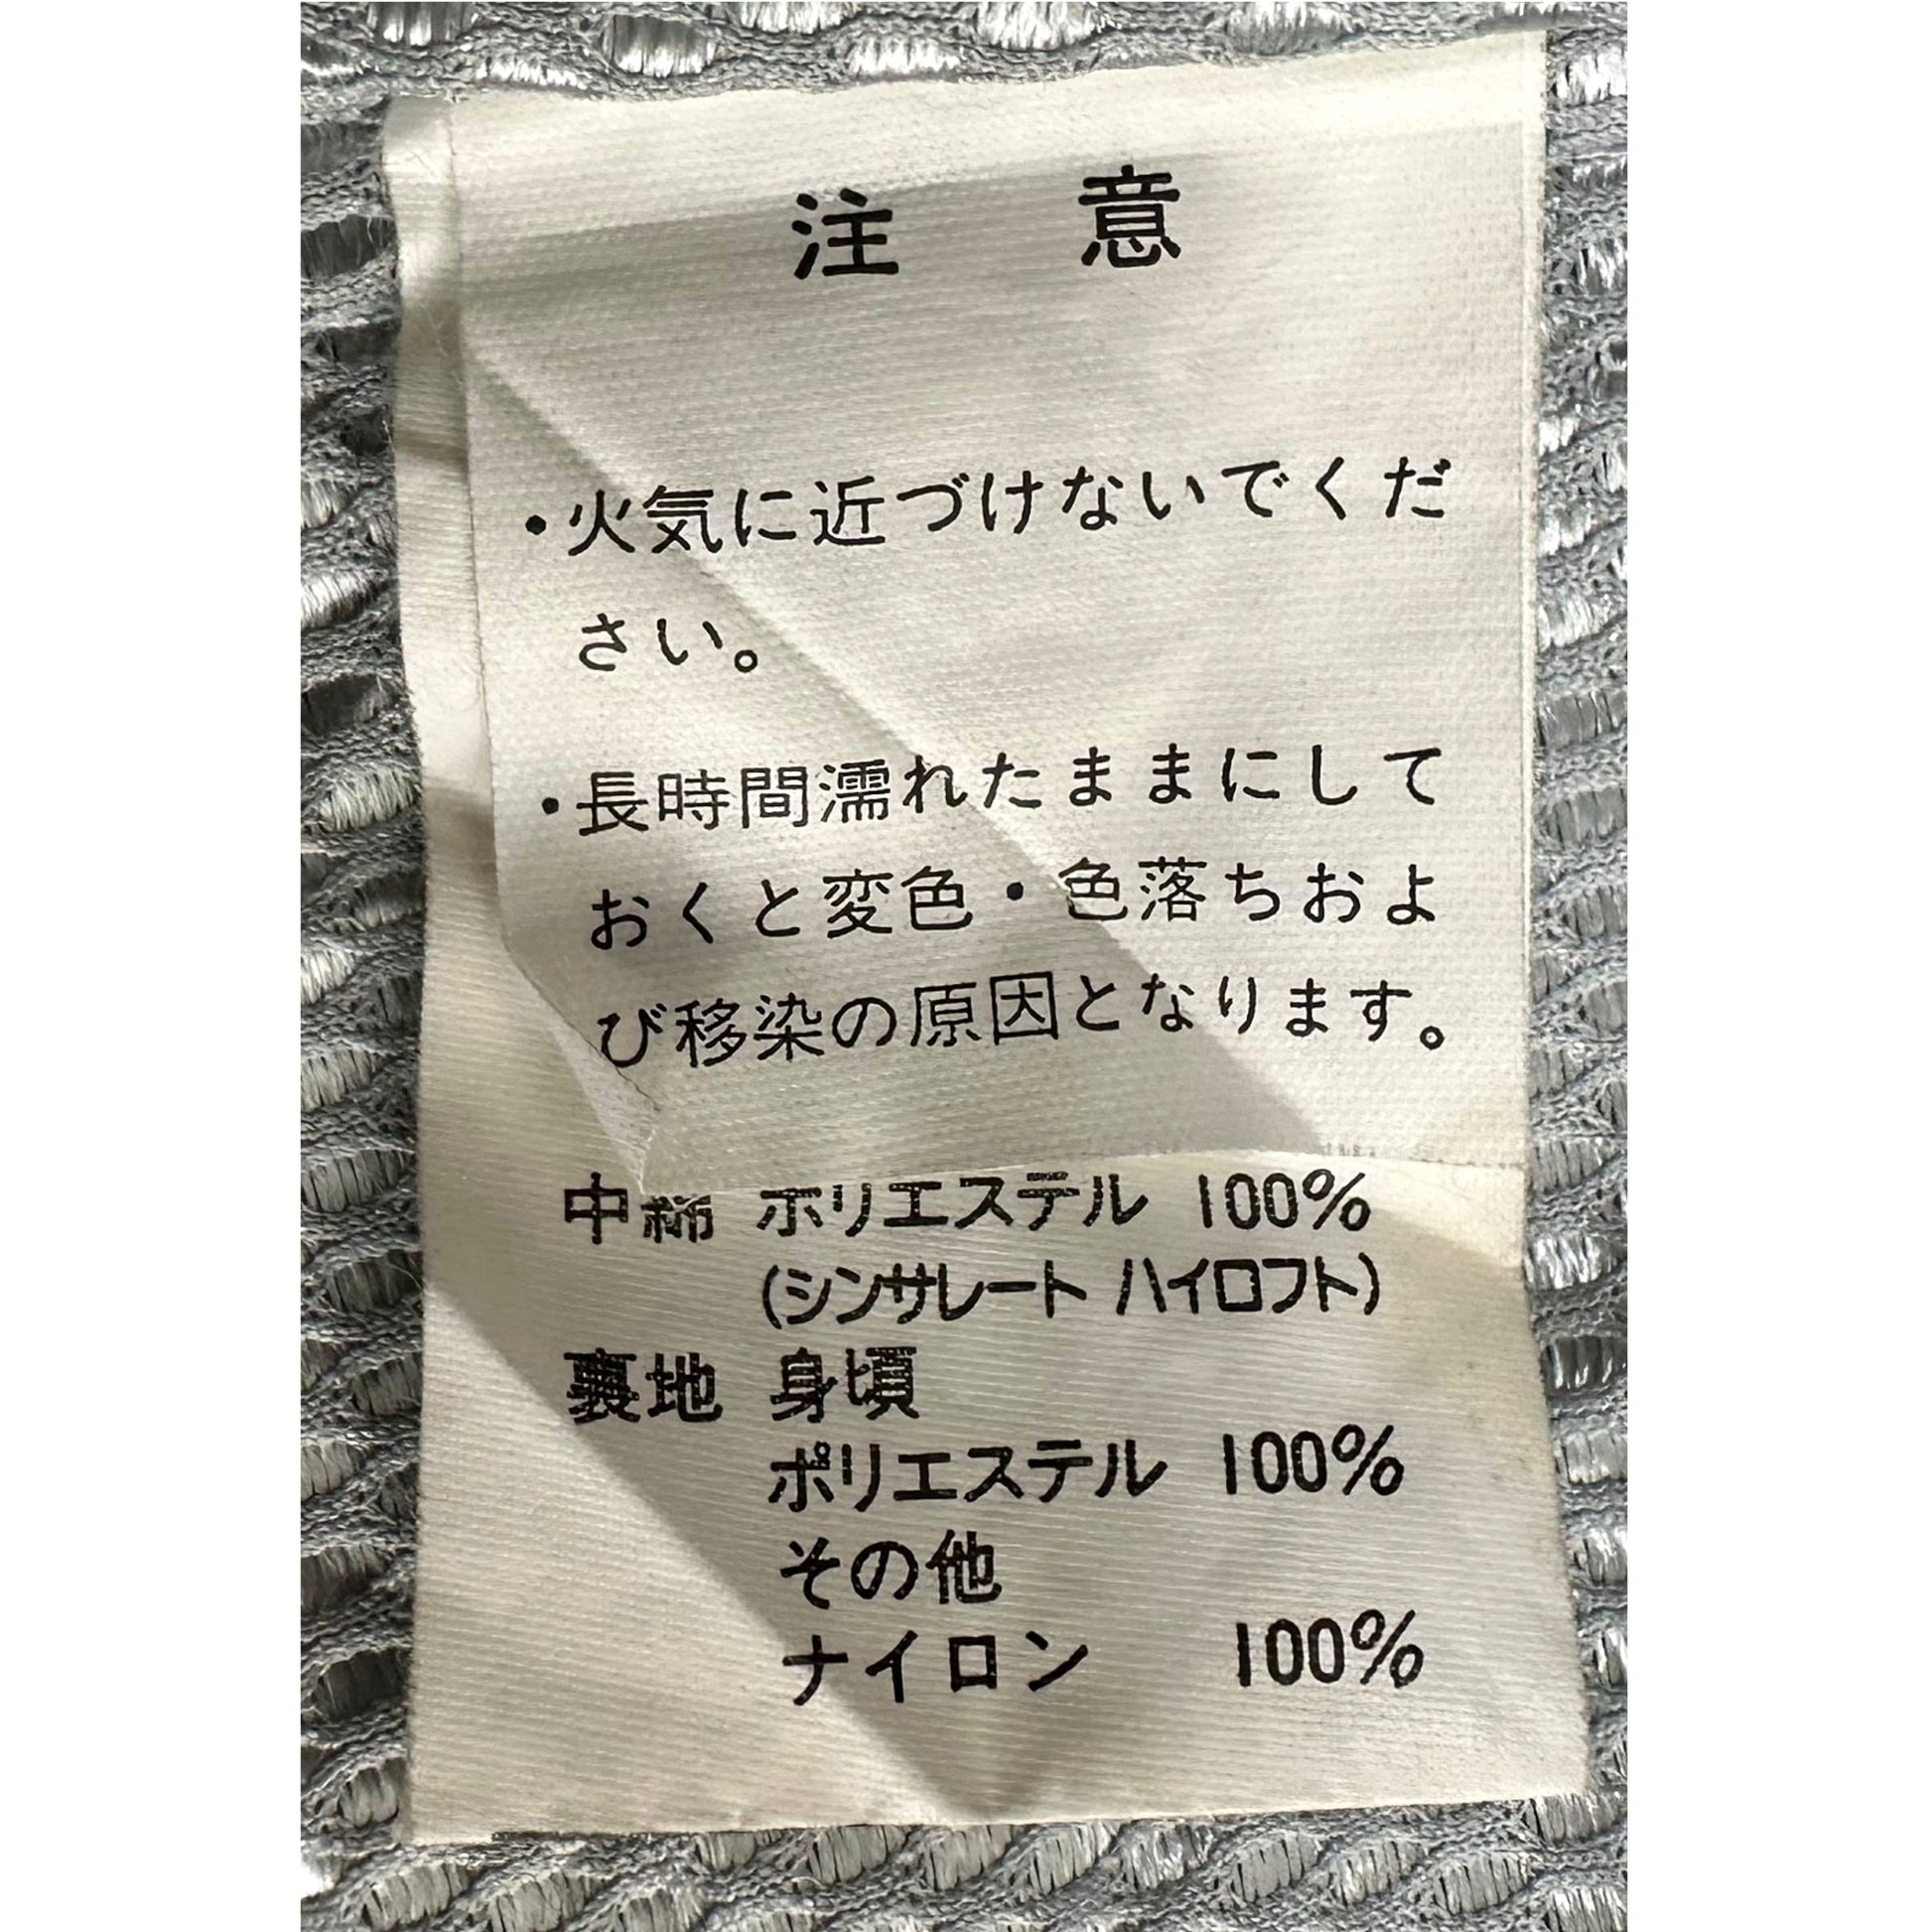 注 意
・火気に近づけないでくだ
さい。
・長時間濡れたままにして
おくと変色・色落ちおよ
び移染の原因となります。
中綿 ポリエステル 100%
(シンサレート ハイロフト)
裏地 身頃
ポリエステル 100%
その他
ナイロン 100%